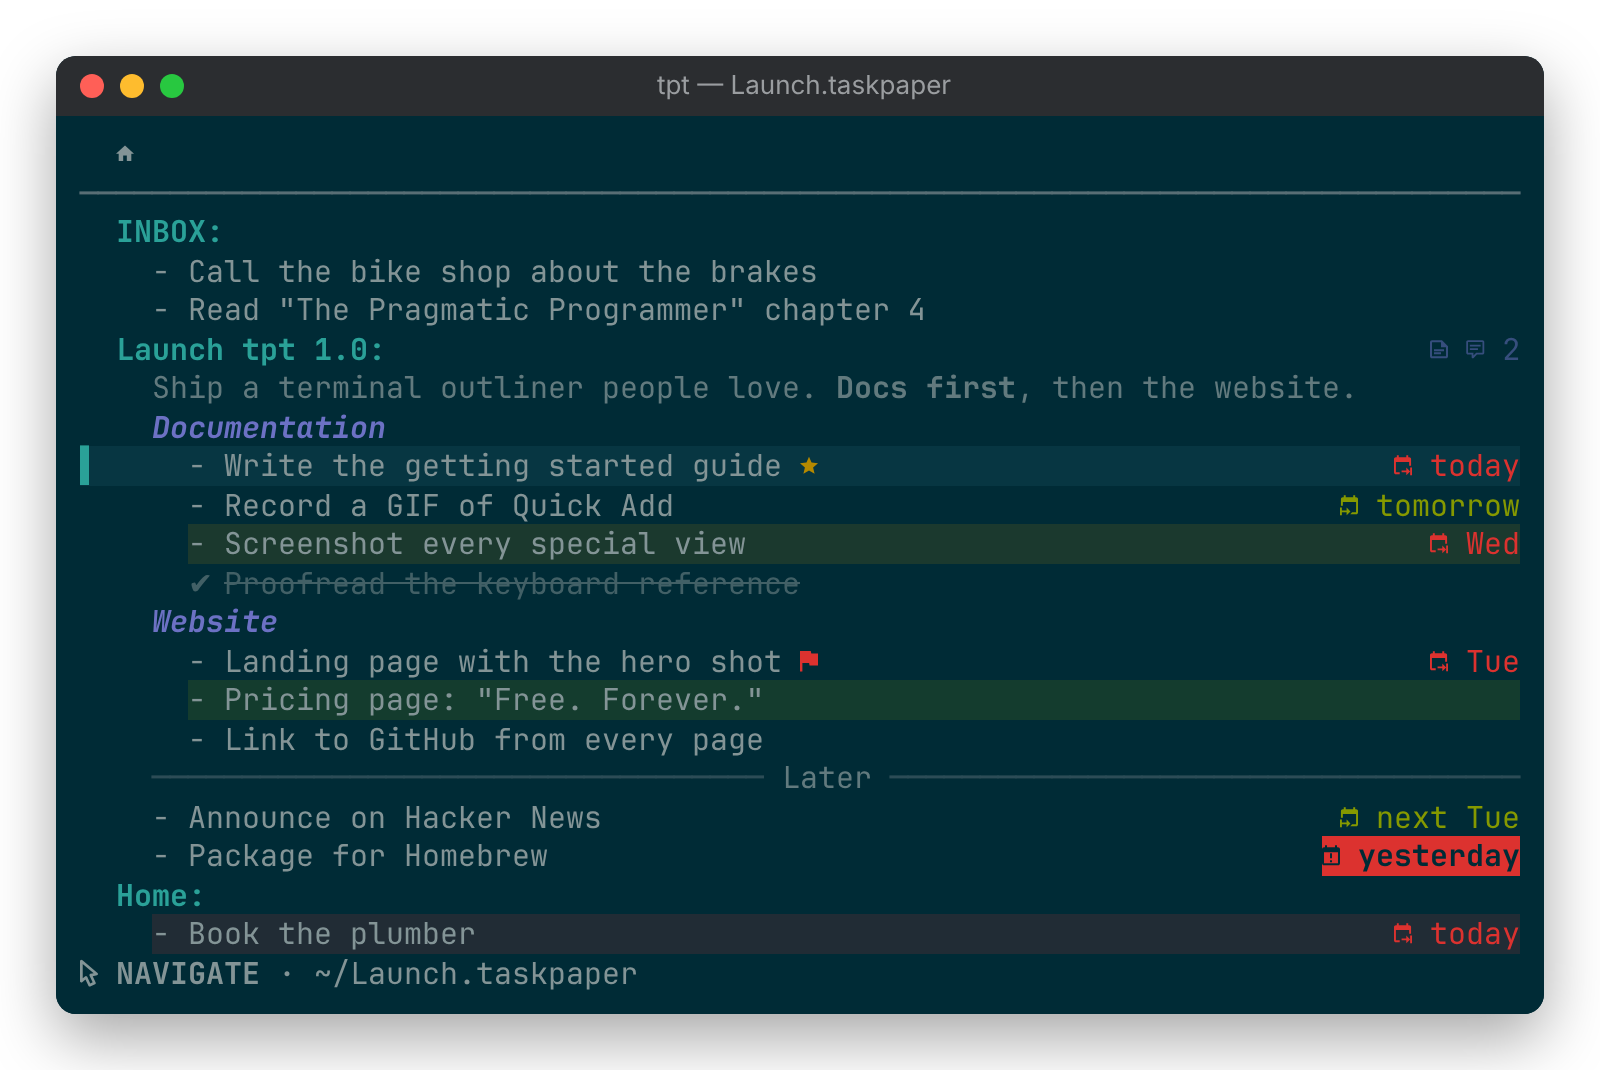 tpt — Launch.taskpaper
INBOX:
- Call the bike shop about the brakes
- Read "The Pragmatic Programmer" chapter 4
Launch tpt 1.0: 2
Ship a terminal outliner people love. Docs first, then the website.
Documentation
- Write the getting started guide ★ today
- Record a GIF of Quick Add tomorrow
- Screenshot every special view Wed
✔ Proofread the keyboard reference
Website
- Landing page with the hero shot Tue
- Pricing page: "Free. Forever."
- Link to GitHub from every page
Later
- Announce on Hacker News next Tue
- Package for Homebrew yesterday
Home:
- Book the plumber today
NAVIGATE · ~/Launch.taskpaper